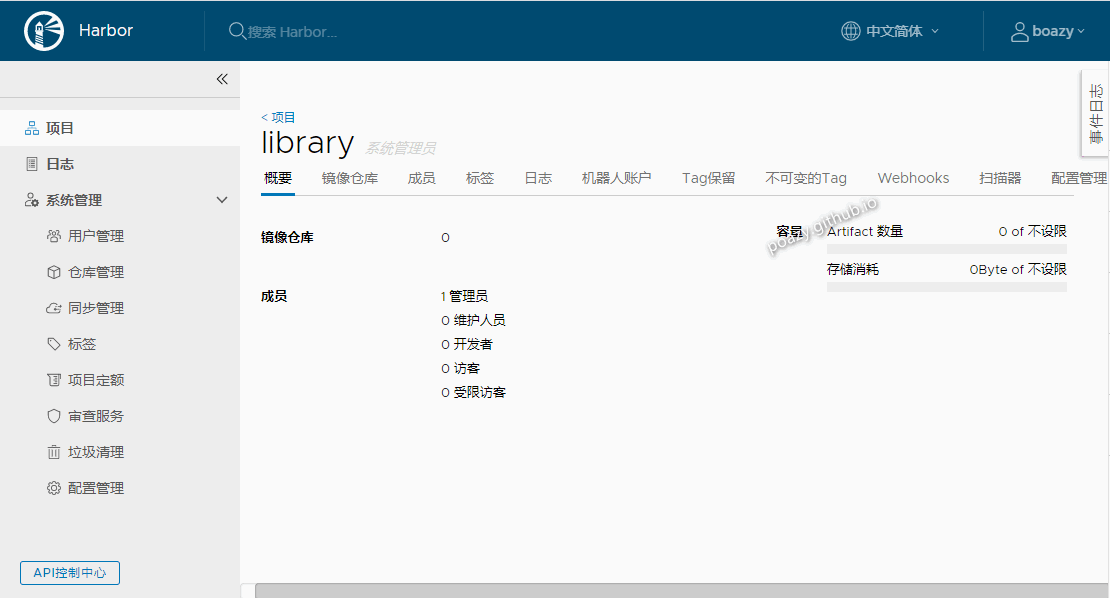 Harbor
搜索 Harbor...
中文简体
boazy
事件日志
项目
日志
系统管理
用户管理
仓库管理
同步管理
标签
项目定额
审查服务
垃圾清理
配置管理
API控制中心
< 项目
library 系统管理员
概要 镜像仓库 成员 标签 日志 机器人账户 Tag保留 不可变的Tag Webhooks 扫描器 配置管理
镜像仓库 0
成员 1 管理员
0 维护人员
0 开发者
0 访客
0 受限访客
容量 Artifact 数量 0 of 不设限
存储消耗 0Byte of 不设限
poazy.github.io